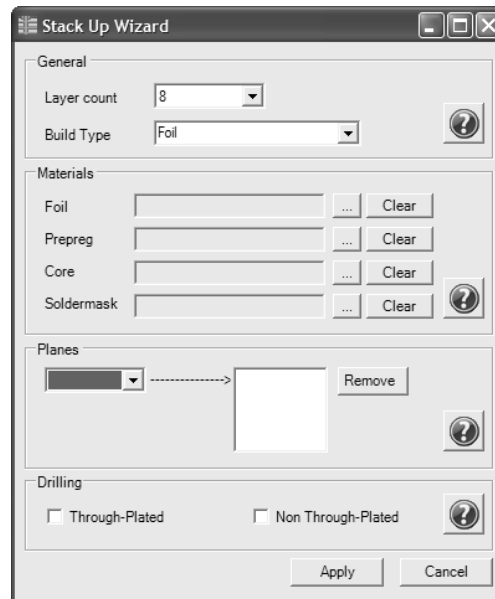 Stack Up Wizard
General
Layer count 8
Build Type Foil
Materials
Foil ... Clear
Prepreg ... Clear
Core ... Clear
Soldermask ... Clear
Planes
--------------->
Remove
Drilling
Through-Plated Non Through-Plated
Apply Cancel